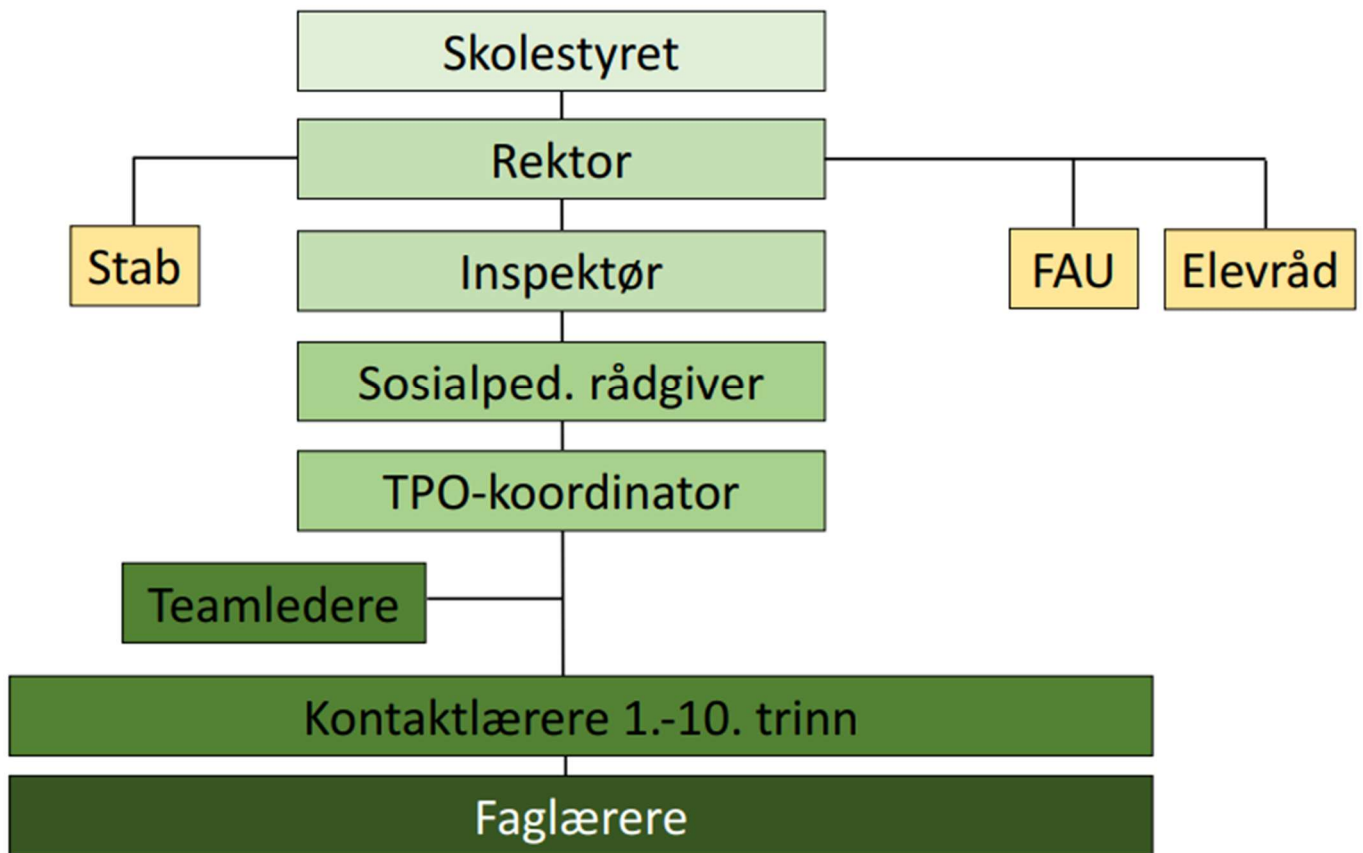 Skolestyret
Rektor
Stab
Inspektør
FAU
Elevråd
Sosialped. rådgiver
TPO-koordinator
Teamledere
Kontaktlærere 1.-10. trinn
Faglærere